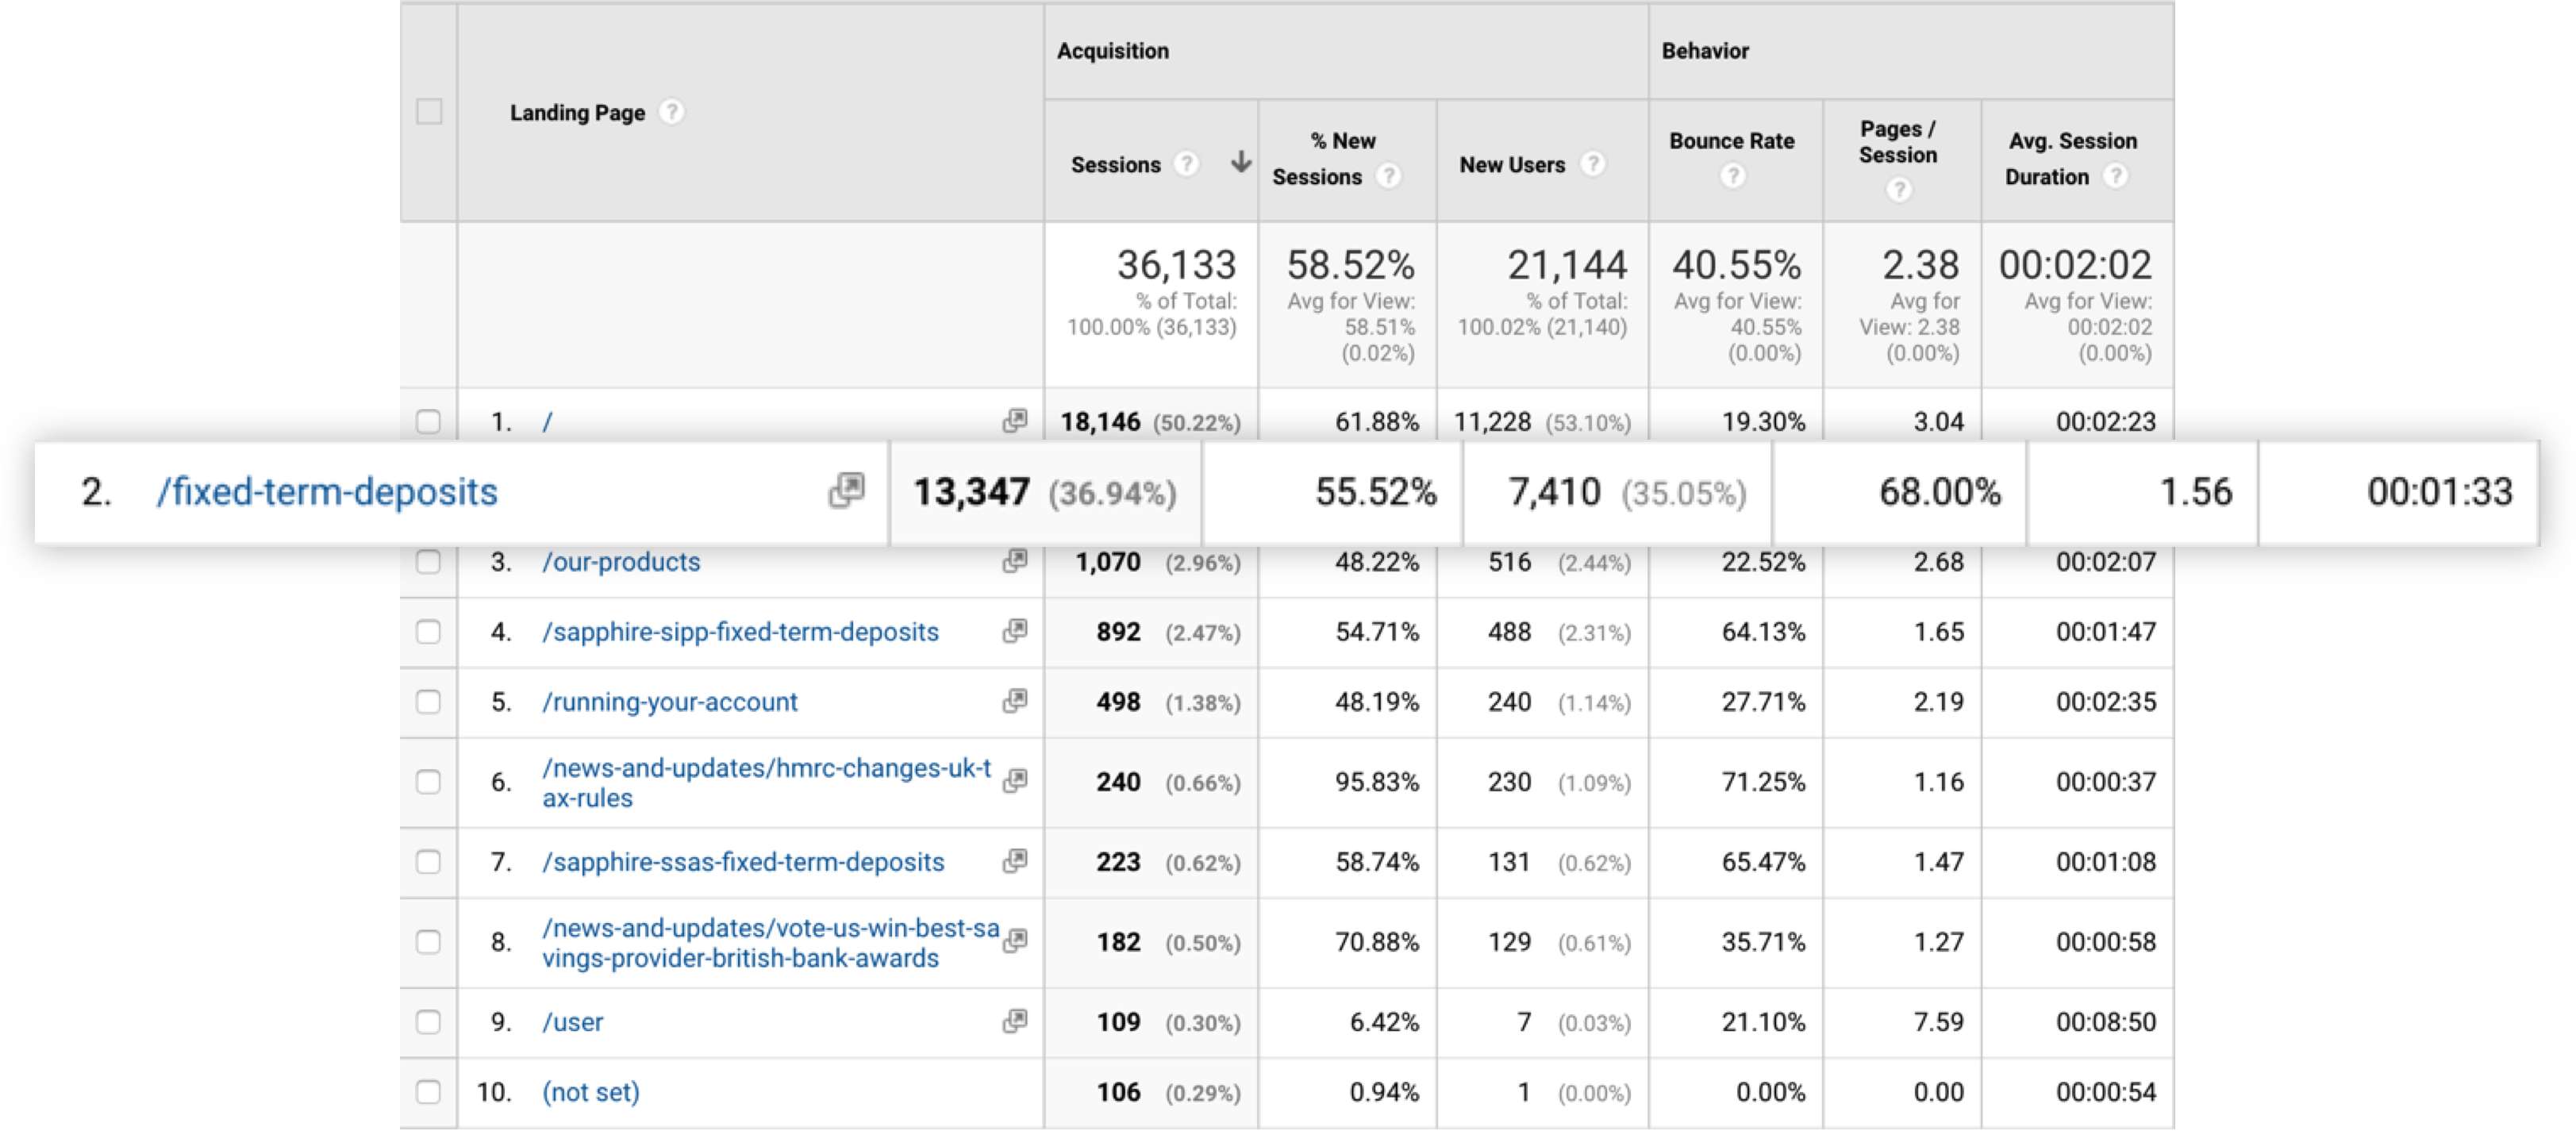 Acquisition
Behavior
Landing Page ?
Sessions ?
% New
Sessions ?
New Users ?
Bounce Rate
?
Pages /
Session
?
Avg. Session
Duration ?
36,133
% of Total:
100.00% (36,133)
58.52%
Avg for View:
58.51%
(0.02%)
21,144
% of Total:
100.02% (21,140)
40.55%
Avg for View:
40.55%
(0.00%)
2.38
Avg for
View: 2.38
(0.00%)
00:02:02
Avg for View:
00:02:02
(0.00%)
1. / 18,146 (50.22%) 61.88% 11,228 (53.10%) 19.30% 3.04 00:02:23
2. /fixed-term-deposits 13,347 (36.94%) 55.52% 7,410 (35.05%) 68.00% 1.56 00:01:33
3. /our-products 1,070 (2.96%) 48.22% 516 (2.44%) 22.52% 2.68 00:02:07
4. /sapphire-sipp-fixed-term-deposits 892 (2.47%) 54.71% 488 (2.31%) 64.13% 1.65 00:01:47
5. /running-your-account 498 (1.38%) 48.19% 240 (1.14%) 27.71% 2.19 00:02:35
6. /news-and-updates/hmrc-changes-uk-t
ax-rules 240 (0.66%) 95.83% 230 (1.09%) 71.25% 1.16 00:00:37
7. /sapphire-ssas-fixed-term-deposits 223 (0.62%) 58.74% 131 (0.62%) 65.47% 1.47 00:01:08
8. /news-and-updates/vote-us-win-best-sa
vings-provider-british-bank-awards 182 (0.50%) 70.88% 129 (0.61%) 35.71% 1.27 00:00:58
9. /user 109 (0.30%) 6.42% 7 (0.03%) 21.10% 7.59 00:08:50
10. (not set) 106 (0.29%) 0.94% 1 (0.00%) 0.00% 0.00 00:00:54